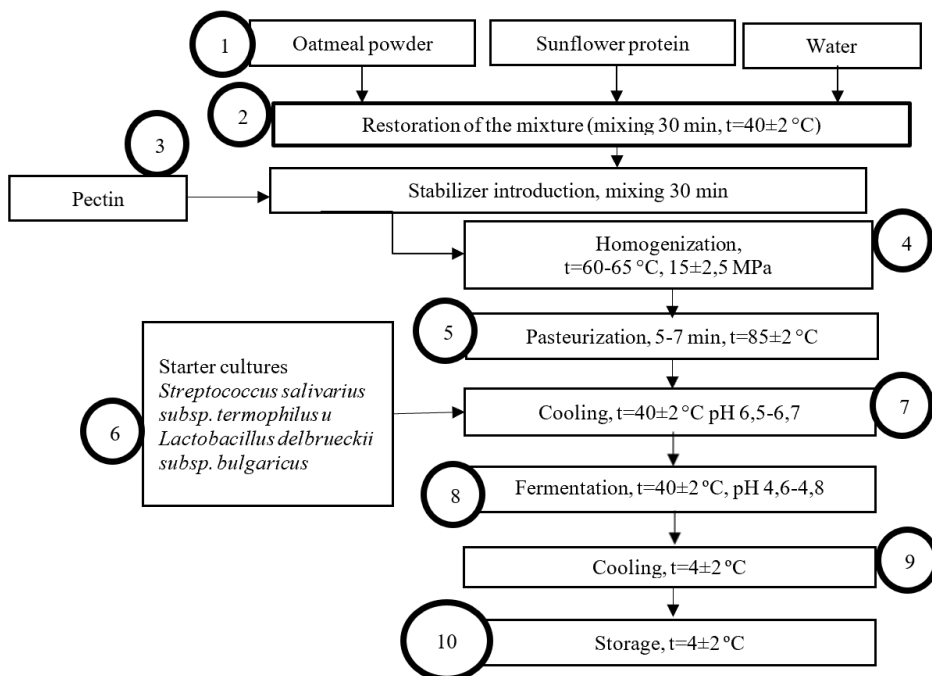 1
Oatmeal powder
Sunflower protein
Water
2
Restoration of the mixture (mixing 30 min, t=40±2 °C)
3
Pectin
Stabilizer introduction, mixing 30 min
4
Homogenization,
t=60-65 °C, 15±2,5 MPa
5
Pasteurization, 5-7 min, t=85±2 °C
6
Starter cultures
Streptococcus salivarius
subsp. termophilus u
Lactobacillus delbrueckii
subsp. bulgaricus
7
Cooling, t=40±2 °C pH 6,5-6,7
8
Fermentation, t=40±2 ºC, pH 4,6-4,8
9
Cooling, t=4±2 ºC
10
Storage, t=4±2 °C